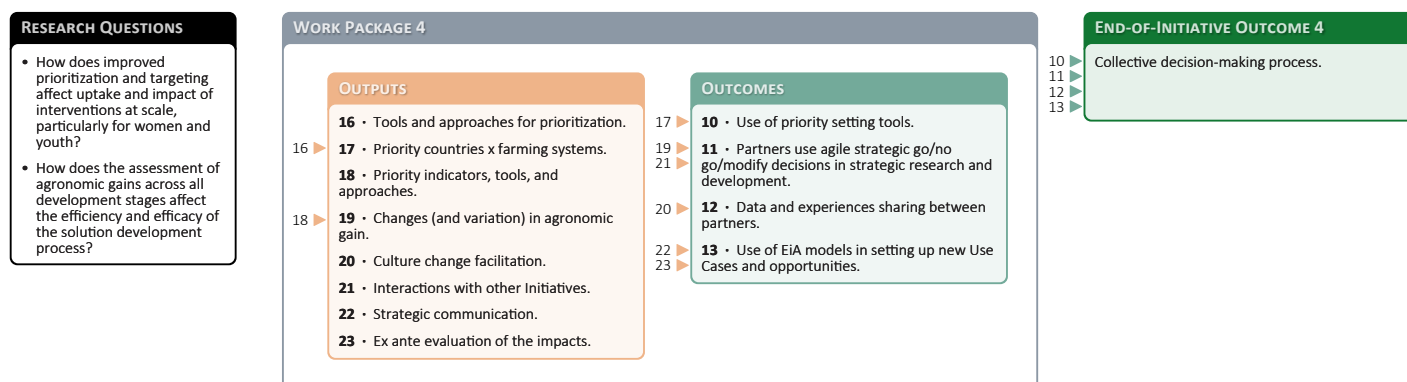 RESEARCH QUESTIONS
• How does improved
prioritization and targeting
affect uptake and impact of
interventions at scale,
particularly for women and
youth?
• How does the assessment of
agronomic gains across all
development stages affect
the efficiency and efficacy of
the solution development
process?
WORK PACKAGE 4
OUTPUTS
16 · Tools and approaches for prioritization.
16
17 · Priority countries x farming systems.
18 · Priority indicators, tools, and
approaches.
18
19 · Changes (and variation) in agronomic
gain.
20 · Culture change facilitation.
21 · Interactions with other Initiatives.
22 · Strategic communication.
23 · Ex ante evaluation of the impacts.
OUTCOMES
17
10 · Use of priority setting tools.
19
11 · Partners use agile strategic go/no
21
go/modify decisions in strategic research and
development.
20
12 · Data and experiences sharing between
partners.
22
13 · Use of EiA models in setting up new Use
23
Cases and opportunities.
END-OF-INITIATIVE OUTCOME 4
10
Collective decision-making process.
11
12
13